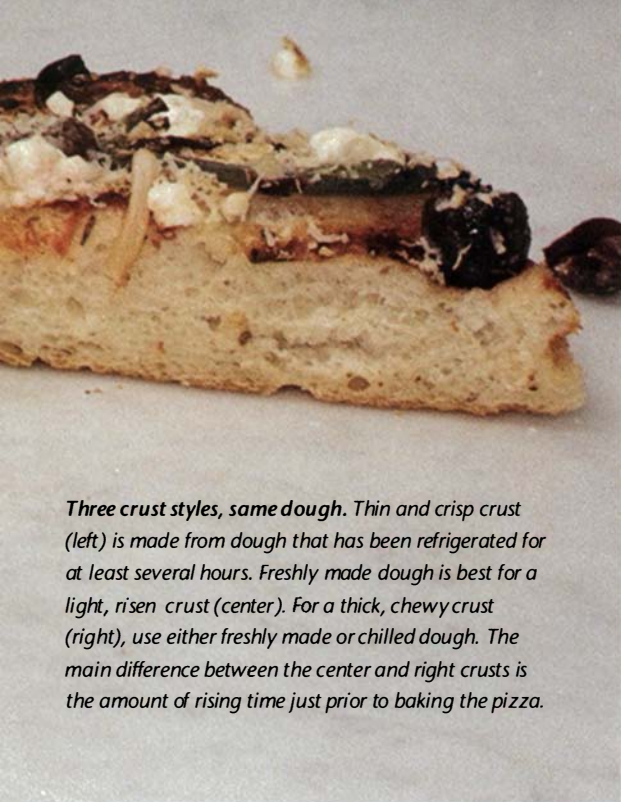 Three crust styles, same dough. Thin and crisp crust
(left) is made from dough that has been refrigerated for
at least several hours. Freshly made dough is best for a
light, risen crust (center). For a thick, chewy crust
(right), use either freshly made or chilled dough. The
main difference between the center and right crusts is
the amount of rising time just prior to baking the pizza.